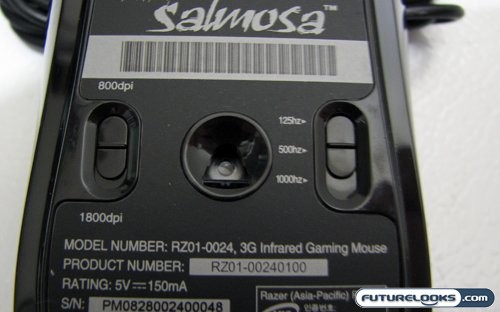 Salmosa™
800dpi
125hz
500hz
1000hz
1800dpi
MODEL NUMBER: RZ01-0024, 3G Infrared Gaming Mouse
PRODUCT NUMBER: RZ01-00240100
RATING: 5V 150mA
Razer (Asia-Pacific)
S/N: PM0828002400048
FUTURELOOKS.COM